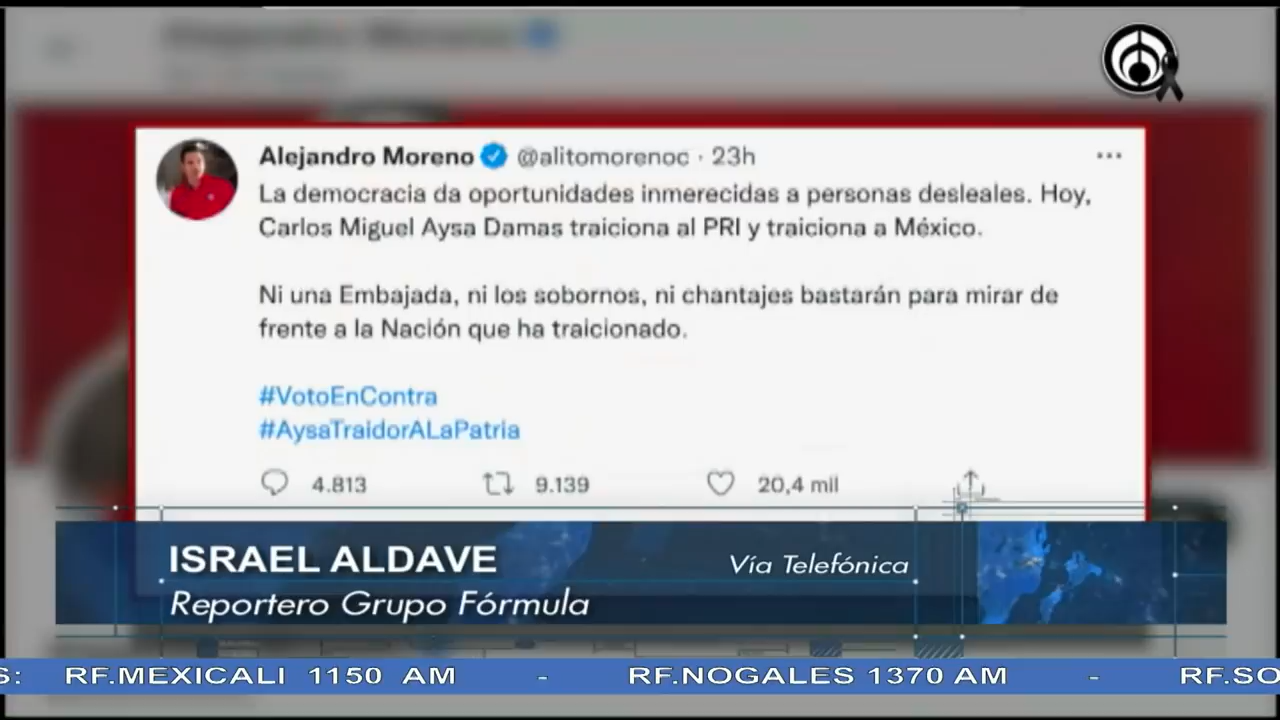 Alejandro Moreno @alitomorenoc · 23h
La democracia da oportunidades inmerecidas a personas desleales. Hoy,
Carlos Miguel Aysa Damas traiciona al PRI y traiciona a México.
Ni una Embajada, ni los sobornos, ni chantajes bastarán para mirar de
frente a la Nación que ha traicionado.
#VotoEnContra
#AysaTraidorALaPatria
4.813 9.139 20,4 mil
ISRAEL ALDAVE Vía Telefónica
Reportero Grupo Fórmula
S: RF.MEXICALI 1150 AM - RF.NOGALES 1370 AM - RF.SO